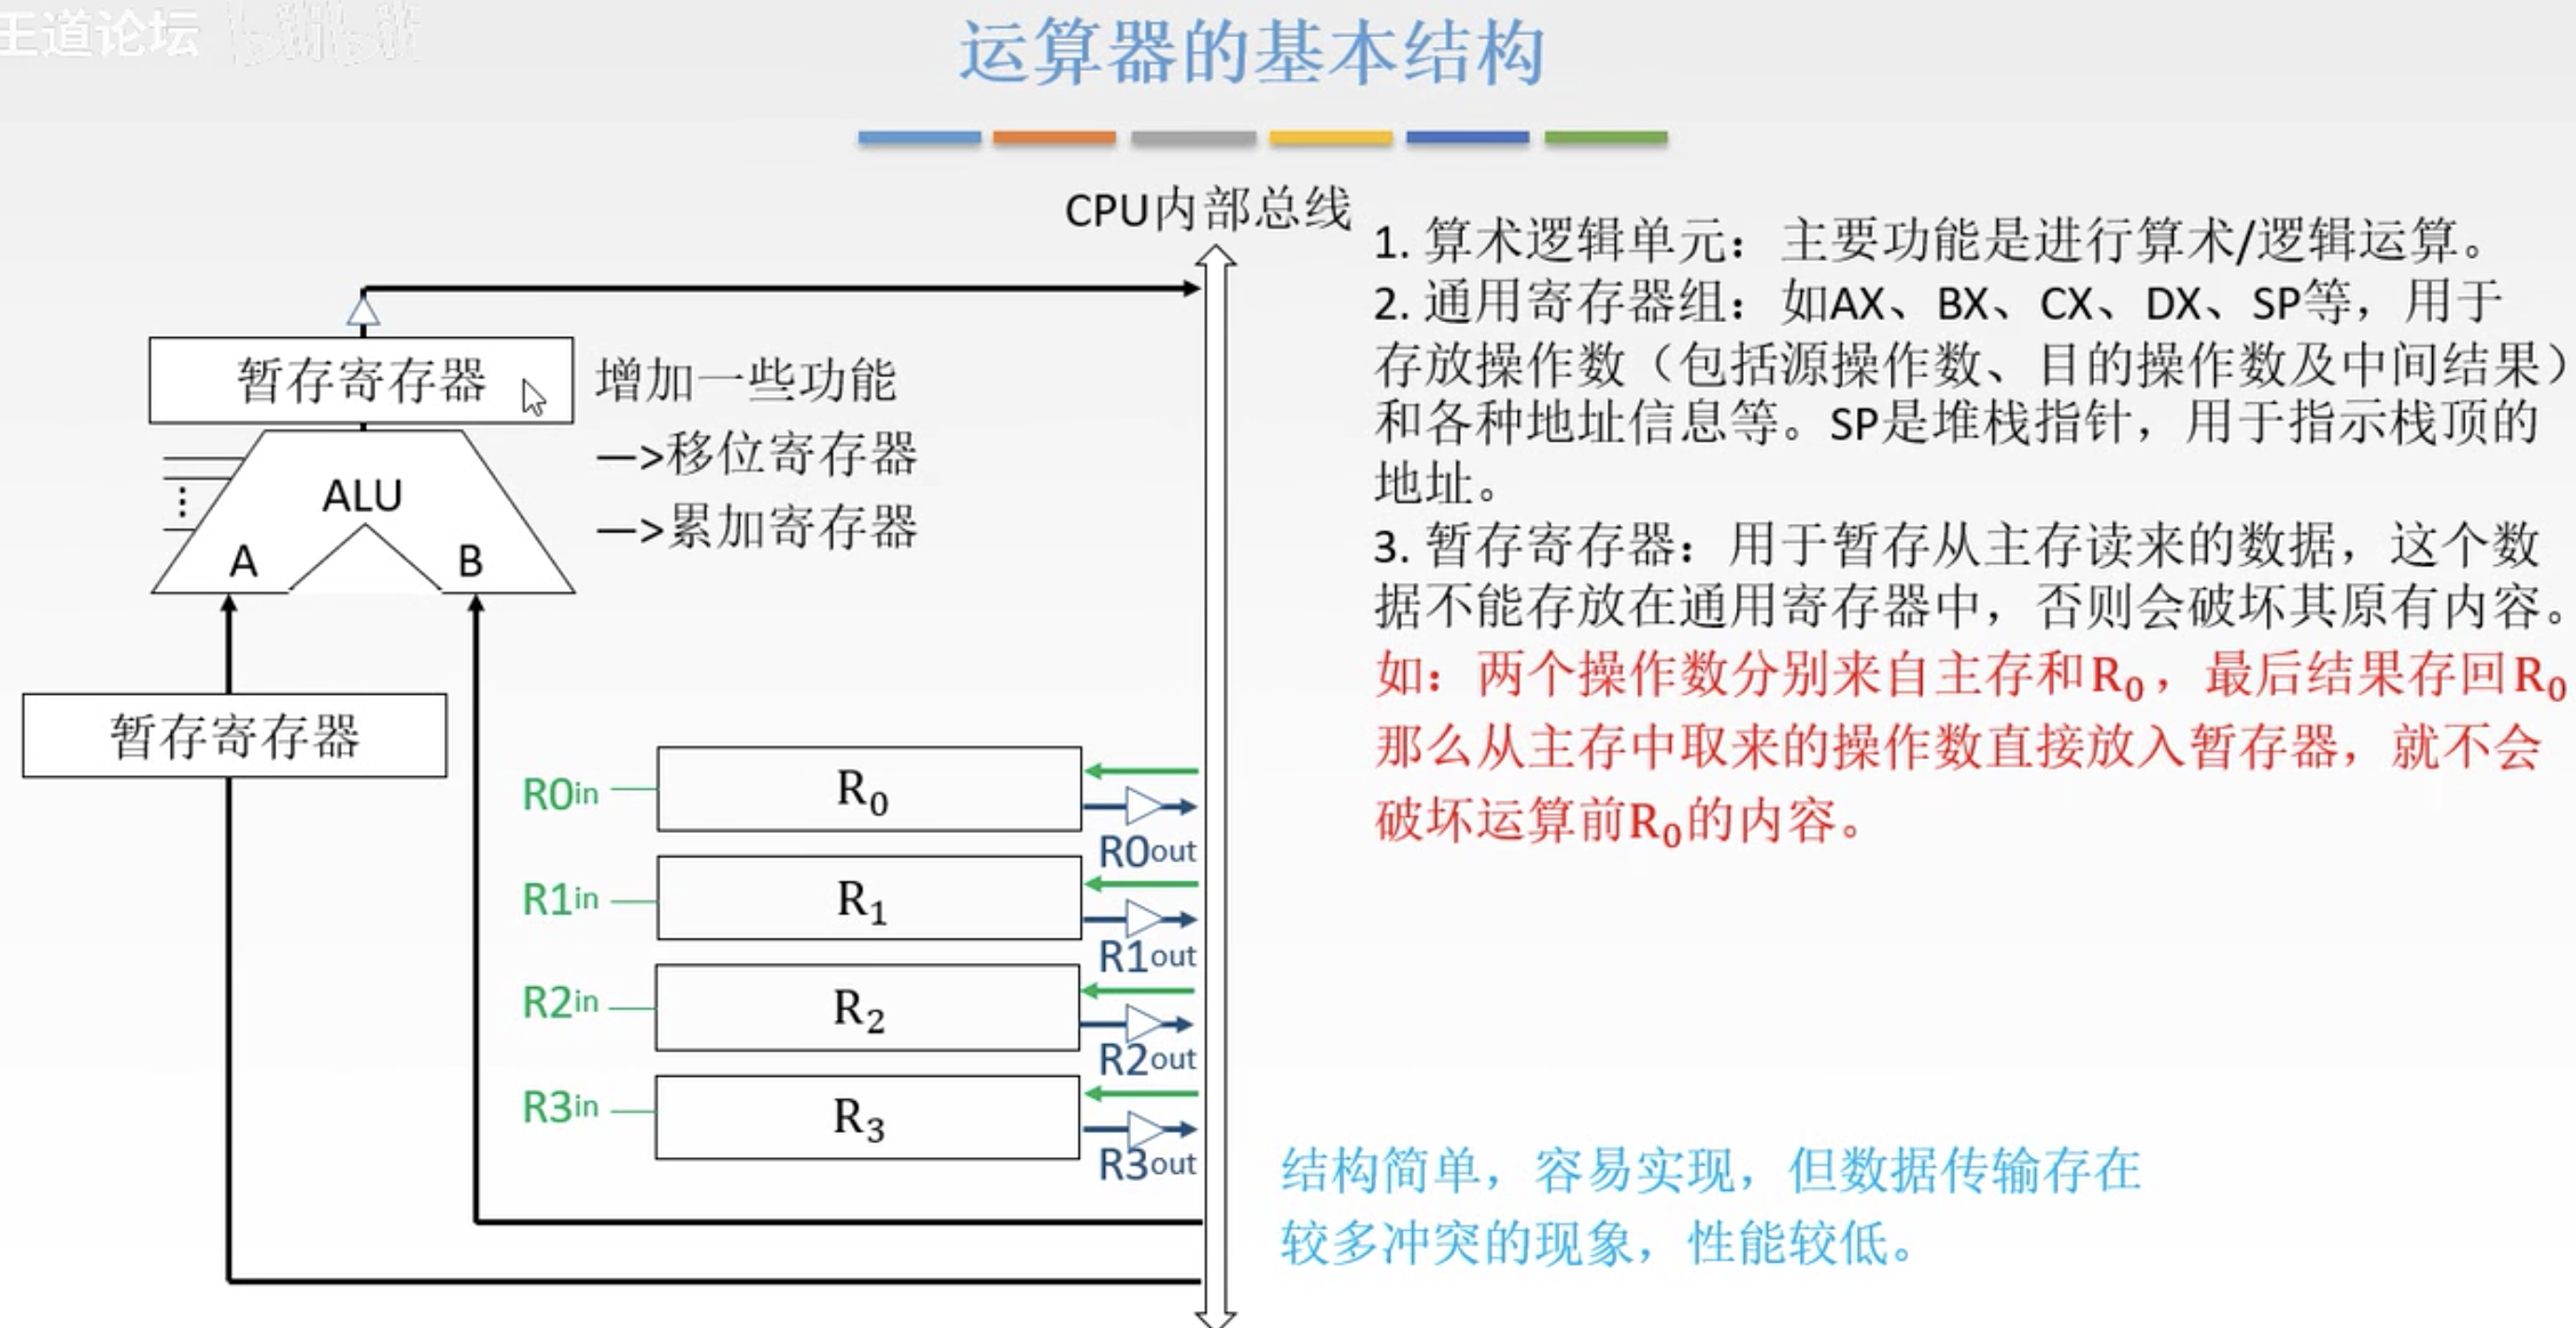 王道论坛
运算器的基本结构
CPU内部总线
暂存寄存器
增加一些功能
—>移位寄存器
—>累加寄存器
ALU
A
B
暂存寄存器
R0in
R₀
R0out
R1in
R₁
R1out
R2in
R₂
R2out
R3in
R₃
R3out
1. 算术逻辑单元：主要功能是进行算术/逻辑运算。
2. 通用寄存器组：如AX、BX、CX、DX、SP等，用于
存放操作数（包括源操作数、目的操作数及中间结果）
和各种地址信息等。SP是堆栈指针，用于指示栈顶的
地址。
3. 暂存寄存器：用于暂存从主存读来的数据，这个数
据不能存放在通用寄存器中，否则会破坏其原有内容。
如：两个操作数分别来自主存和R₀，最后结果存回R₀
那么从主存中取来的操作数直接放入暂存器，就不会
破坏运算前R₀的内容。
结构简单，容易实现，但数据传输存在
较多冲突的现象，性能较低。